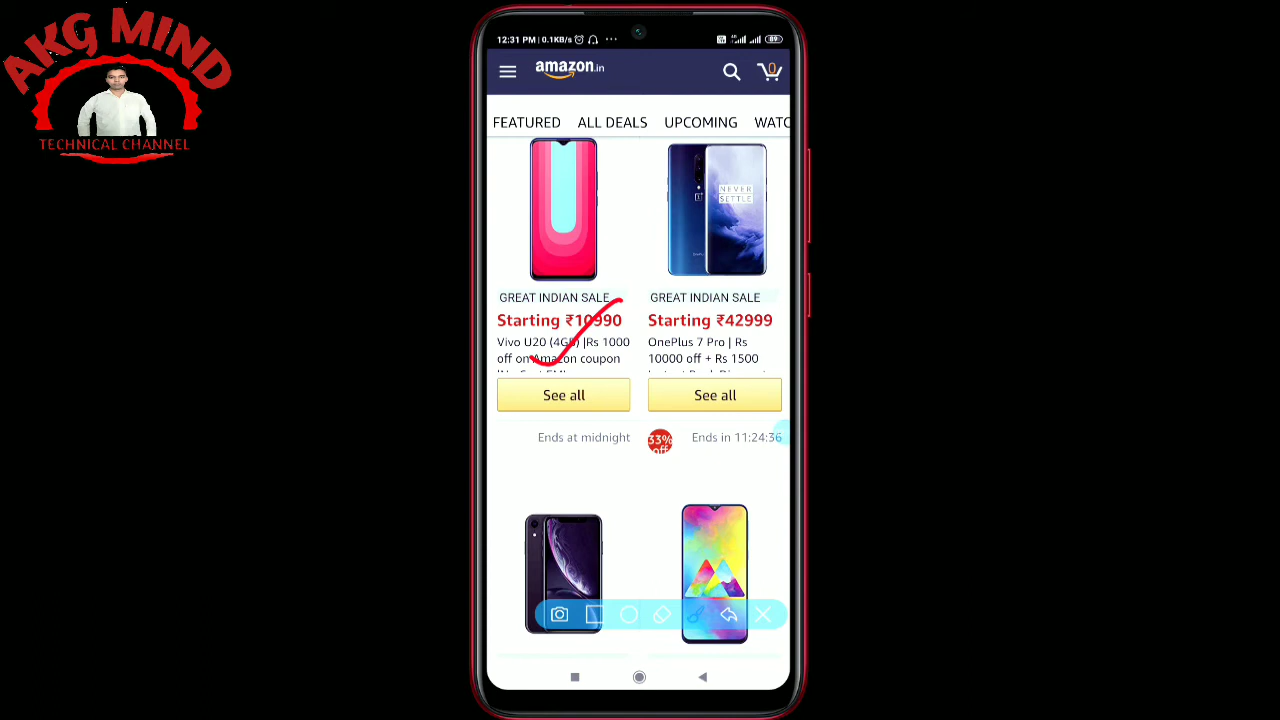 AKG MIND
TECHNICAL CHANNEL
12:31 PM | 0.1KB/s ... 89
amazon.in
0
FEATURED ALL DEALS UPCOMING WATC
NEVER
SETTLE
GREAT INDIAN SALE
Starting ₹10990
Vivo U20 (4GB) |Rs 1000
off on Amazon coupon
See all
Ends at midnight
GREAT INDIAN SALE
Starting ₹42999
OnePlus 7 Pro | Rs
10000 off + Rs 1500
See all
33%
off
Ends in 11:24:36